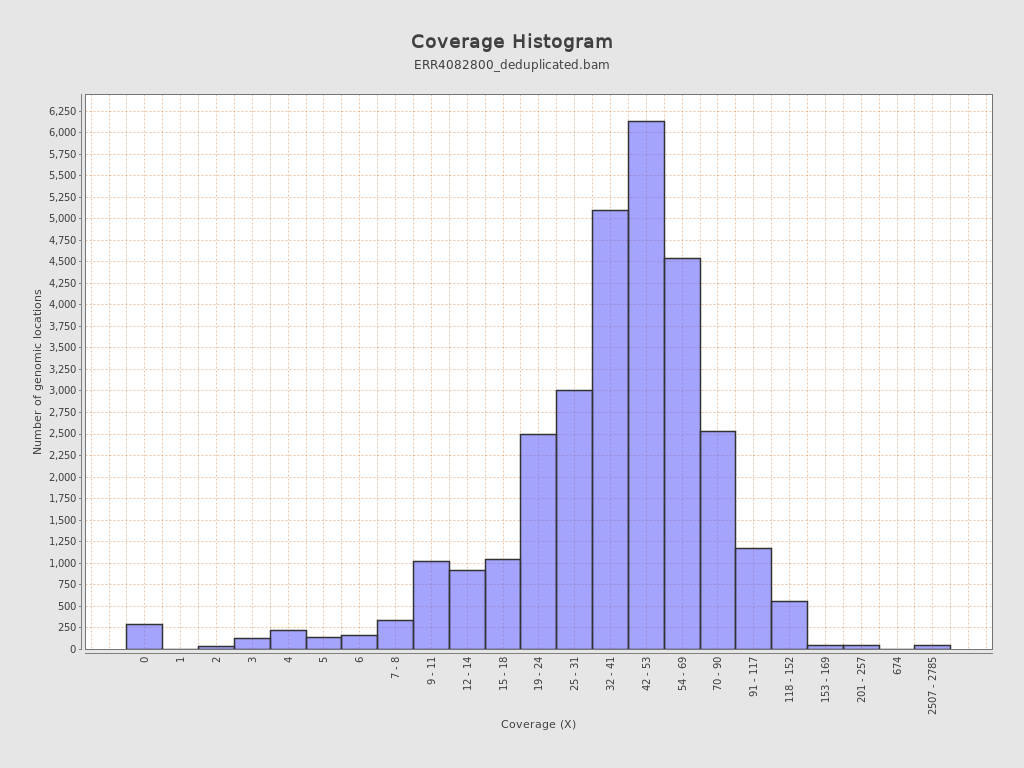 Coverage Histogram
ERR4082800_deduplicated.bam
Number of genomic locations
6,250
6,000
5,750
5,500
5,250
5,000
4,750
4,500
4,250
4,000
3,750
3,500
3,250
3,000
2,750
2,500
2,250
2,000
1,750
1,500
1,250
1,000
750
500
250
0
0
1
2
3
4
5
6
7 - 8
9 - 11
12 - 14
15 - 18
19 - 24
25 - 31
32 - 41
42 - 53
54 - 69
70 - 90
91 - 117
118 - 152
153 - 169
201 - 257
674
2507 - 2785
Coverage (X)